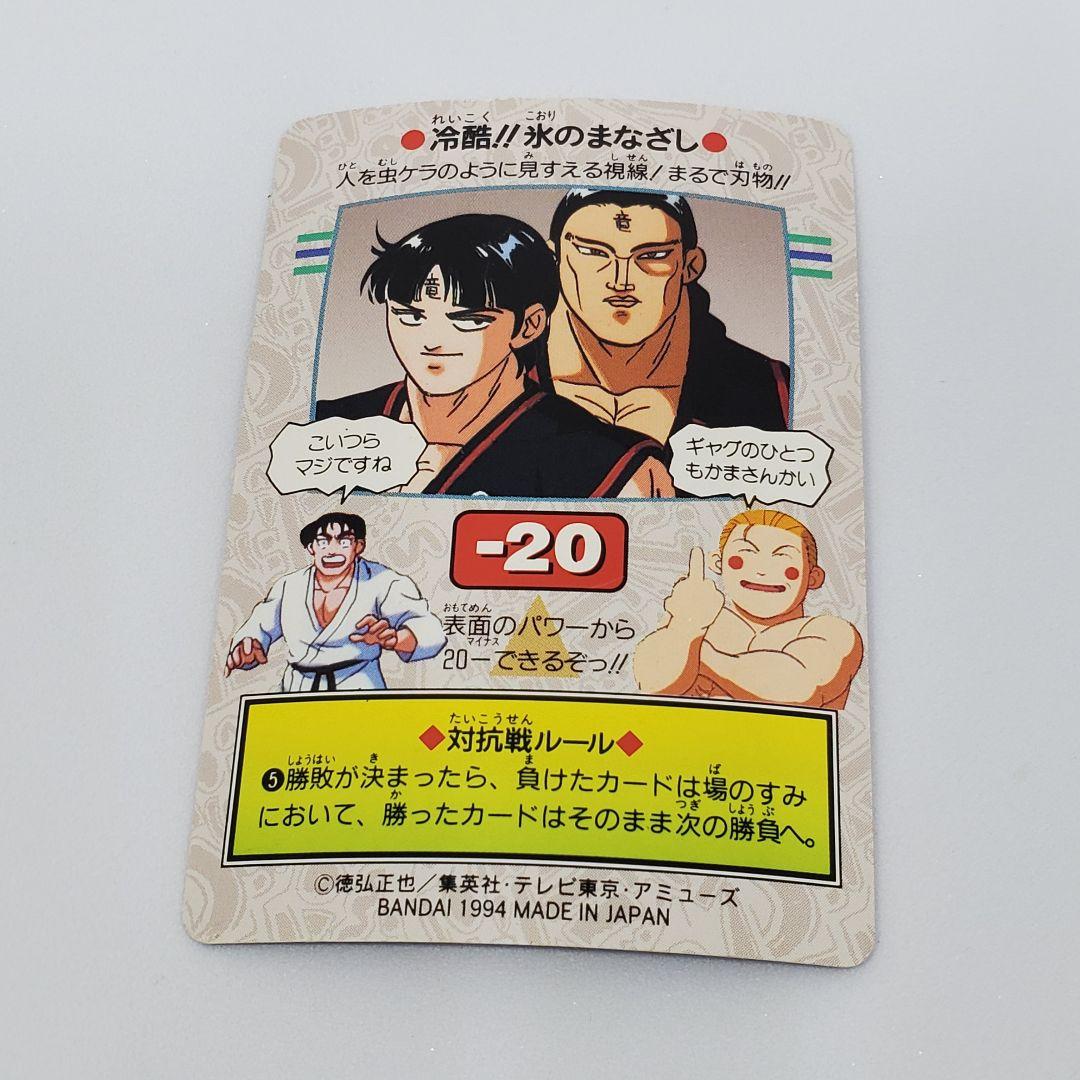 ●冷酷!! 氷のまなざし●
人を虫ケラのように見すえる視線! まるで刃物!!
竜
竜
こいつら
マジですね
ギャグのひとつ
もかまさんかい
-20
表面のパワーから
20－できるぞっ!!
◆対抗戦ルール◆
❺勝敗が決まったら、負けたカードは場のすみ
において、勝ったカードはそのまま次の勝負へ。
©徳弘正也／集英社・テレビ東京・アミューズ
BANDAI 1994 MADE IN JAPAN